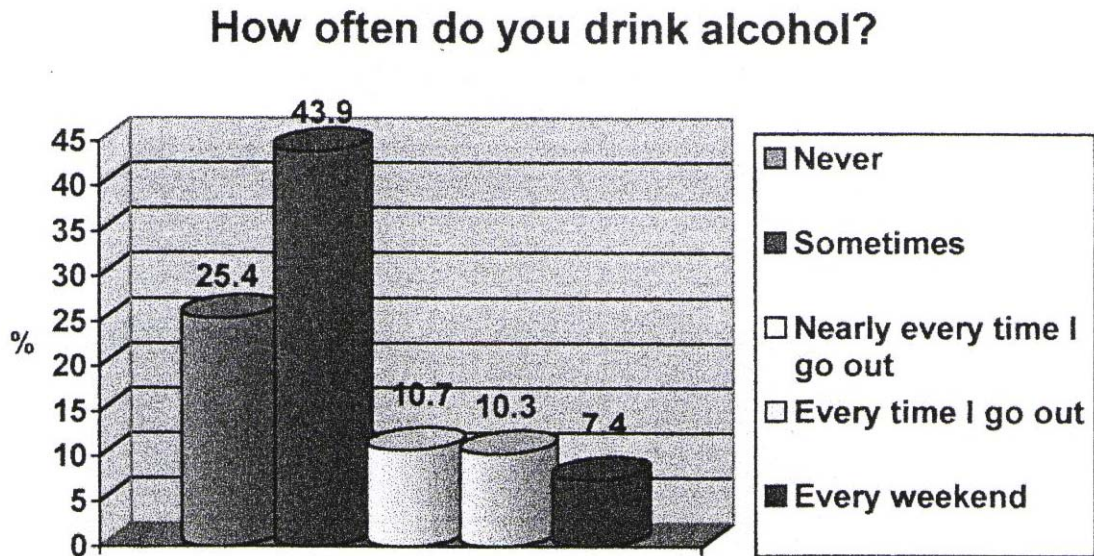 How often do you drink alcohol?
43.9
45
40
35
30
25.4
25
%
20
15
10.7
10.3
7.4
10
5
0
Never
Sometimes
Nearly every time I
go out
Every time I go out
Every weekend